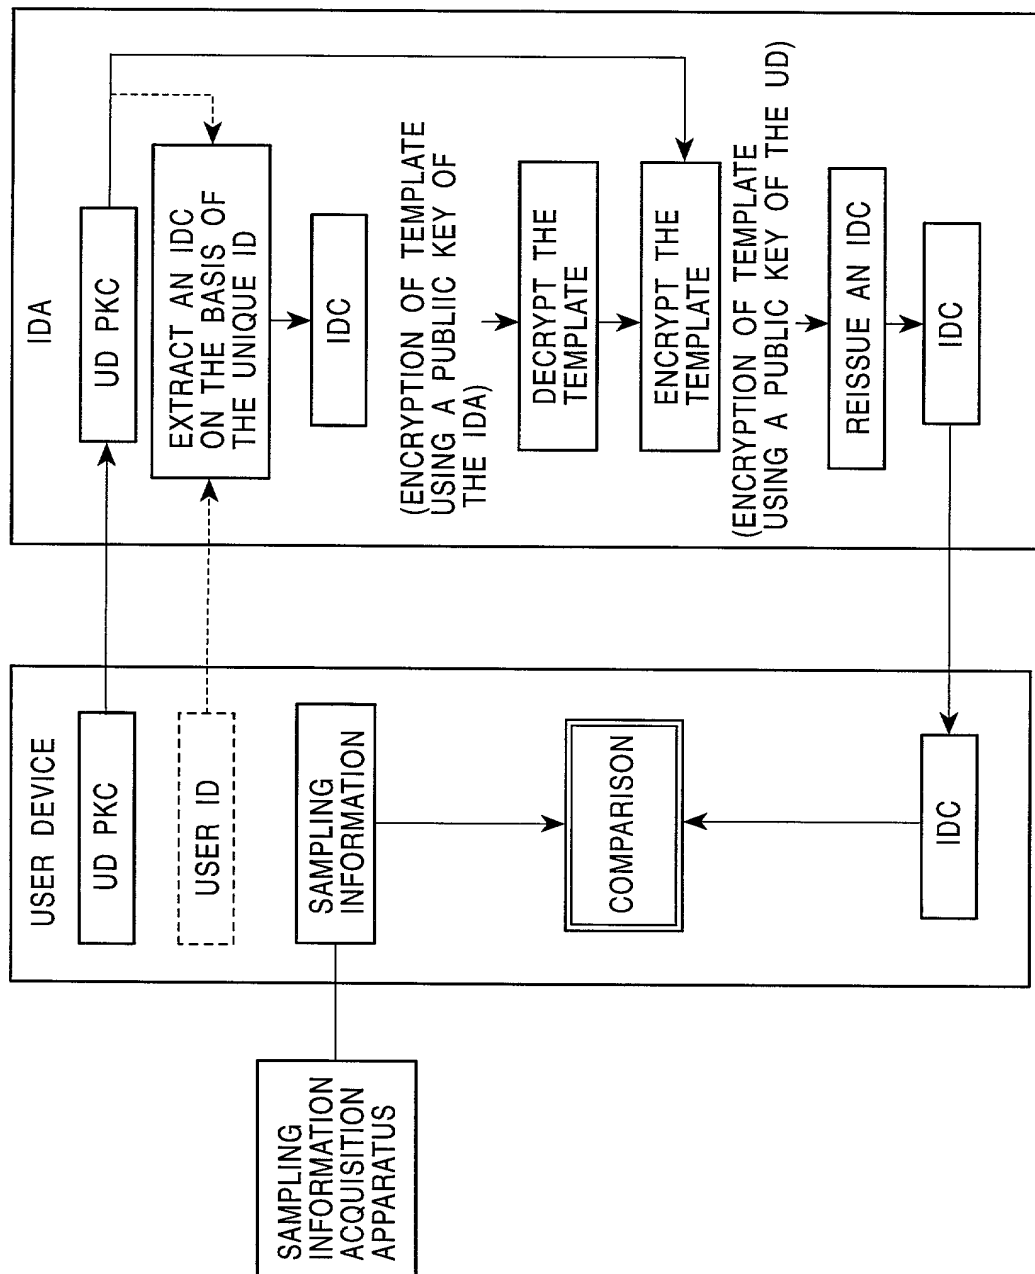 SAMPLING
INFORMATION
ACQUISITION
APPARATUS
USER DEVICE
UD PKC
USER ID
SAMPLING
INFORMATION
COMPARISON
IDC
IDA
UD PKC
EXTRACT AN IDC
ON THE BASIS OF
THE UNIQUE ID
IDC
(ENCRYPTION OF TEMPLATE
USING A PUBLIIC KEY OF
THE IDA)
DECRYPT THE
TEMPLATE
ENCRYPT THE
TEMPLATE
(ENCRYPTION OF TEMPLATE
USING A PUBLIC KEY OF THE UD)
REISSUE AN IDC
IDC